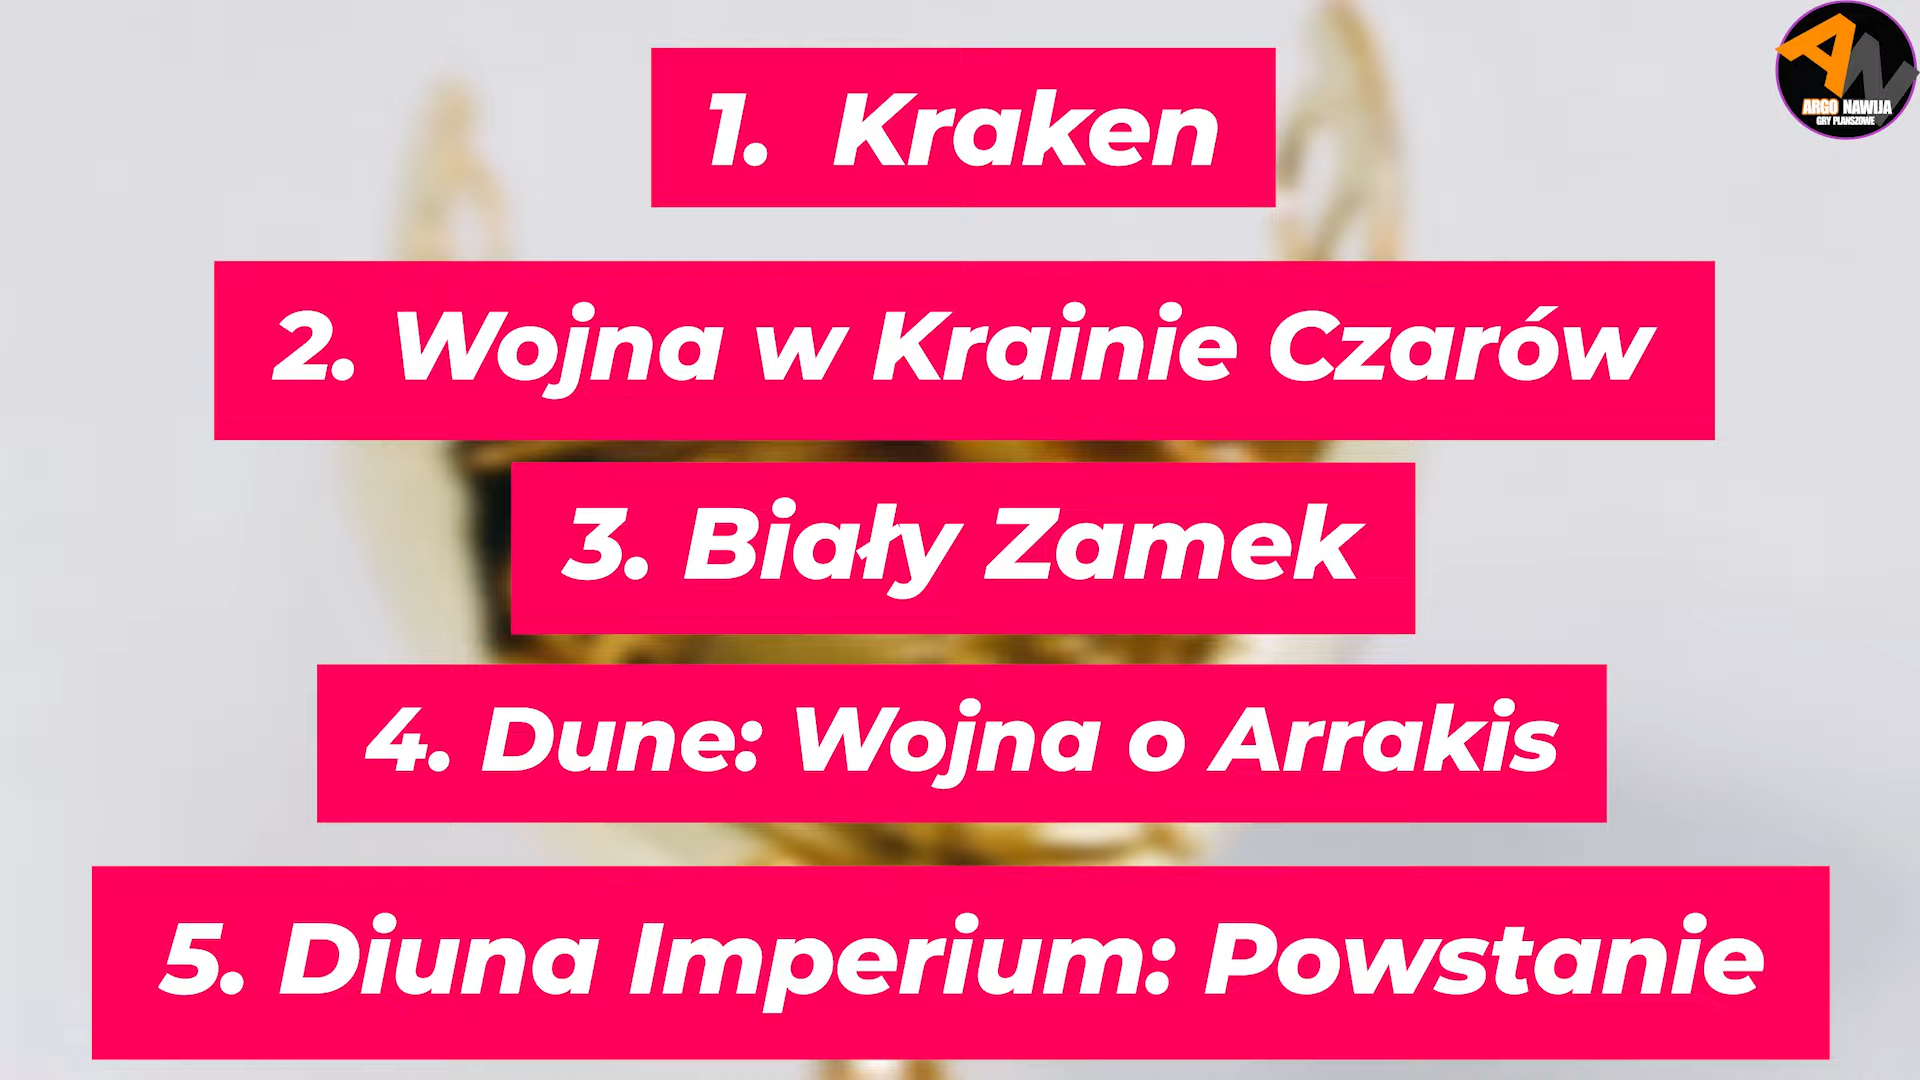 1. Kraken
2. Wojna w Krainie Czarów
3. Biały Zamek
4. Dune: Wojna o Arrakis
5. Diuna Imperium: Powstanie
AN
ARGO NAWIJA
GRY PLANSZOWE